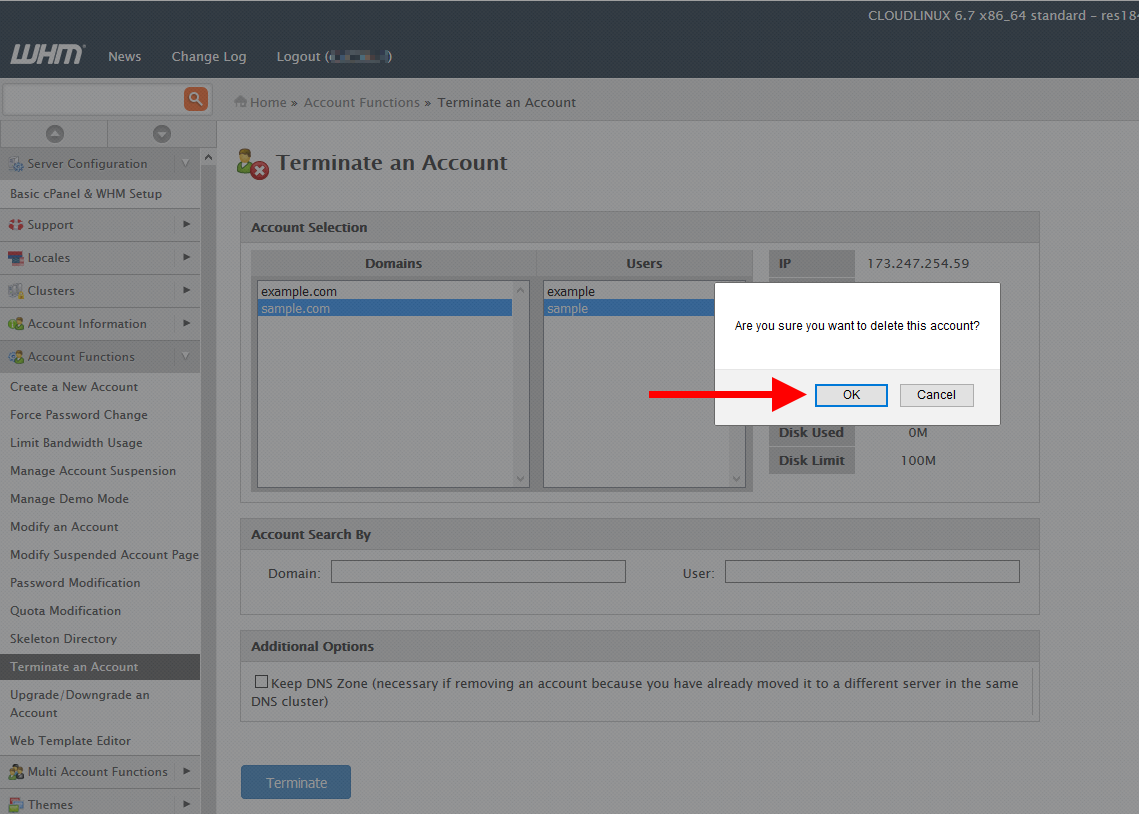 CLOUDLINUX 6.7 x86_64 standard – res184
WHM
News
Change Log
Logout (
)
Home » Account Functions » Terminate an Account
Server Configuration
Basic cPanel & WHM Setup
Support
Locales
Clusters
Account Information
Account Functions
Create a New Account
Force Password Change
Limit Bandwidth Usage
Manage Account Suspension
Manage Demo Mode
Modify an Account
Modify Suspended Account Page
Password Modification
Quota Modification
Skeleton Directory
Terminate an Account
Upgrade/Downgrade an
Account
Web Template Editor
Multi Account Functions
Themes
Terminate an Account
Account Selection
Domains
Users
IP
173.247.254.59
example.com
example
sample.com
sample
Are you sure you want to delete this account?
OK
Cancel
Disk Used
0M
Disk Limit
100M
Account Search By
Domain:
User:
Additional Options
Keep DNS Zone (necessary if removing an account because you have already moved it to a different server in the same
DNS cluster)
Terminate